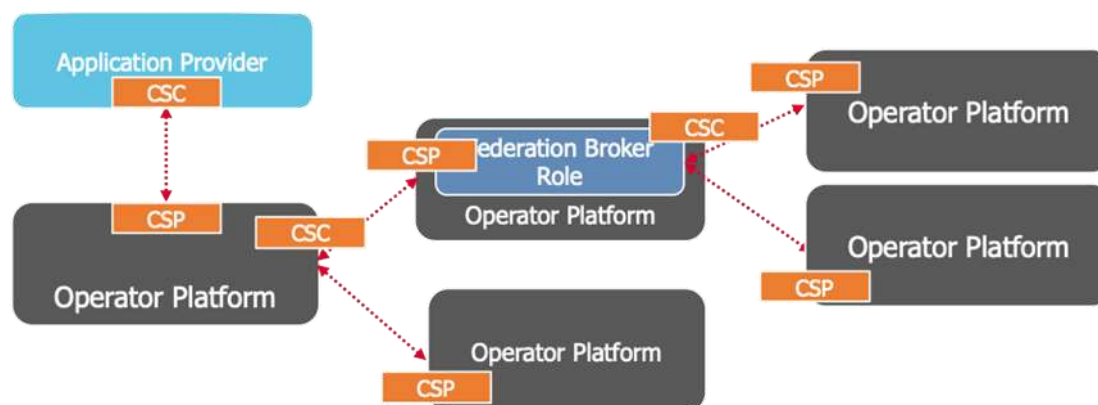 Application Provider
CSC
CSP
CSC
Operator Platform
CSP
ederation Broker
Role
CSC
Operator Platform
Operator Platform
CSP
CSP
Operator Platform
Operator Platform
CSP